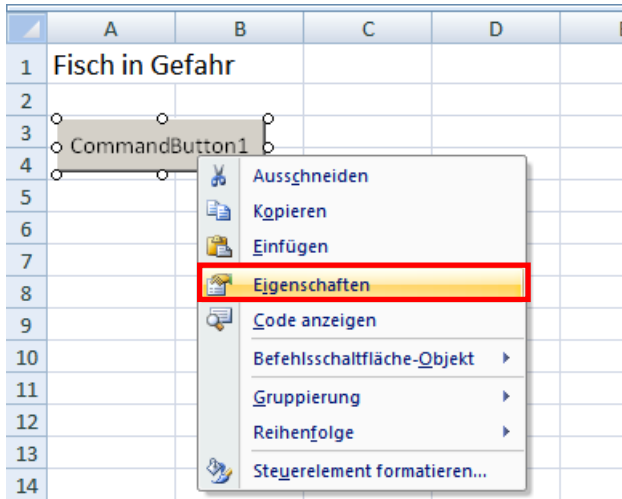 A B C D
1 Fisch in Gefahr
2
3
CommandButton1
4
Ausschneiden
5
Kopieren
6
Einfügen
7
Eigenschaften
8
Code anzeigen
9
10 Befehlsschaltfläche-Objekt
11 Gruppierung
12 Reihenfolge
13
Steuerelement formatieren...
14